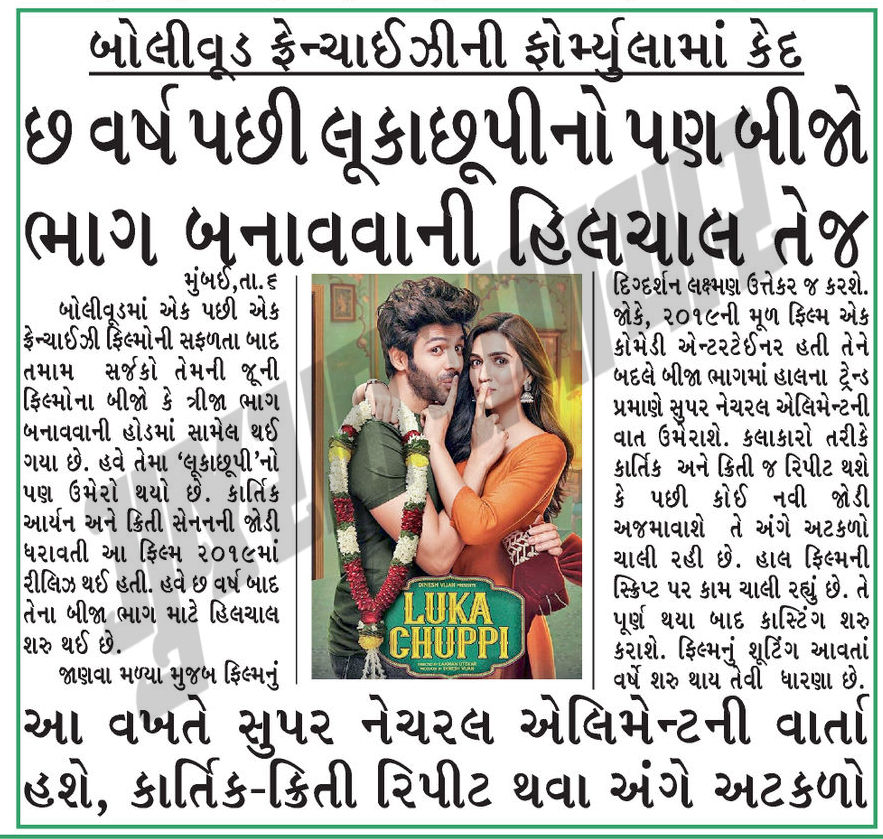 બોલીવૂડ ફ્રેન્ચાઈઝીની ફોર્મ્યુલામાં કેદ
છ વર્ષ પછી લૂકાછૂપીનો પણ બીજો
ભાગ બનાવવાની હિલચાલ તેજ
મુંબઈ,તા.૬
બોલીવૂડમાં એક પછી એક
ફ્રેન્ચાઈઝી ફિલ્મોની સફળતા બાદ
તમામ સર્જકો તેમની જૂની
ફિલ્મોના બીજો કે ત્રીજા ભાગ
બનાવવાની હોડમાં સામેલ થઈ
ગયા છે. હવે તેમા ‘લૂકાછૂપી’નો
પણ ઉમેરો થયો છે. કાર્તિક
આર્યન અને ક્રિતી સેનનની જોડી
ધરાવતી આ ફિલ્મ ૨૦૧૯માં
રીલિઝ થઈ હતી. હવે છ વર્ષ બાદ
તેના બીજા ભાગ માટે હિલચાલ
શરુ થઈ છે.
જાણવા મળ્યા મુજબ ફિલ્મનું
DINESH VIJAN PRESENTS
LUKA
CHUPPI
DIRECTED BY LAXMAN UTEKAR
PRODUCED BY DINESH VIJAN
દિગ્દર્શન લક્ષ્મણ ઉત્તેકર જ કરશે.
જોકે, ૨૦૧૯ની મૂળ ફિલ્મ એક
કોમેડી એન્ટરટેઈનર હતી તેને
બદલે બીજા ભાગમાં હાલના ટ્રેન્ડ
પ્રમાણે સુપર નેચરલ એલિમેન્ટની
વાત ઉમેરાશે. કલાકારો તરીકે
કાર્તિક અને ક્રિતી જ રિપીટ થશે
કે પછી કોઈ નવી જોડી
અજમાવાશે તે અંગે અટકળો
ચાલી રહી છે. હાલ ફિલ્મની
સ્ક્રિપ્ટ પર કામ ચાલી રહ્યું છે. તે
પૂર્ણ થયા બાદ કાસ્ટિંગ શરુ
કરાશે. ફિલ્મનું શૂટિંગ આવતાં
વર્ષે શરુ થાય તેવી ધારણા છે.
આ વખતે સુપર નેચરલ એલિમેન્ટની વાર્તા
હશે, કાર્તિક-ક્રિતી રિપીટ થવા અંગે અટકળો